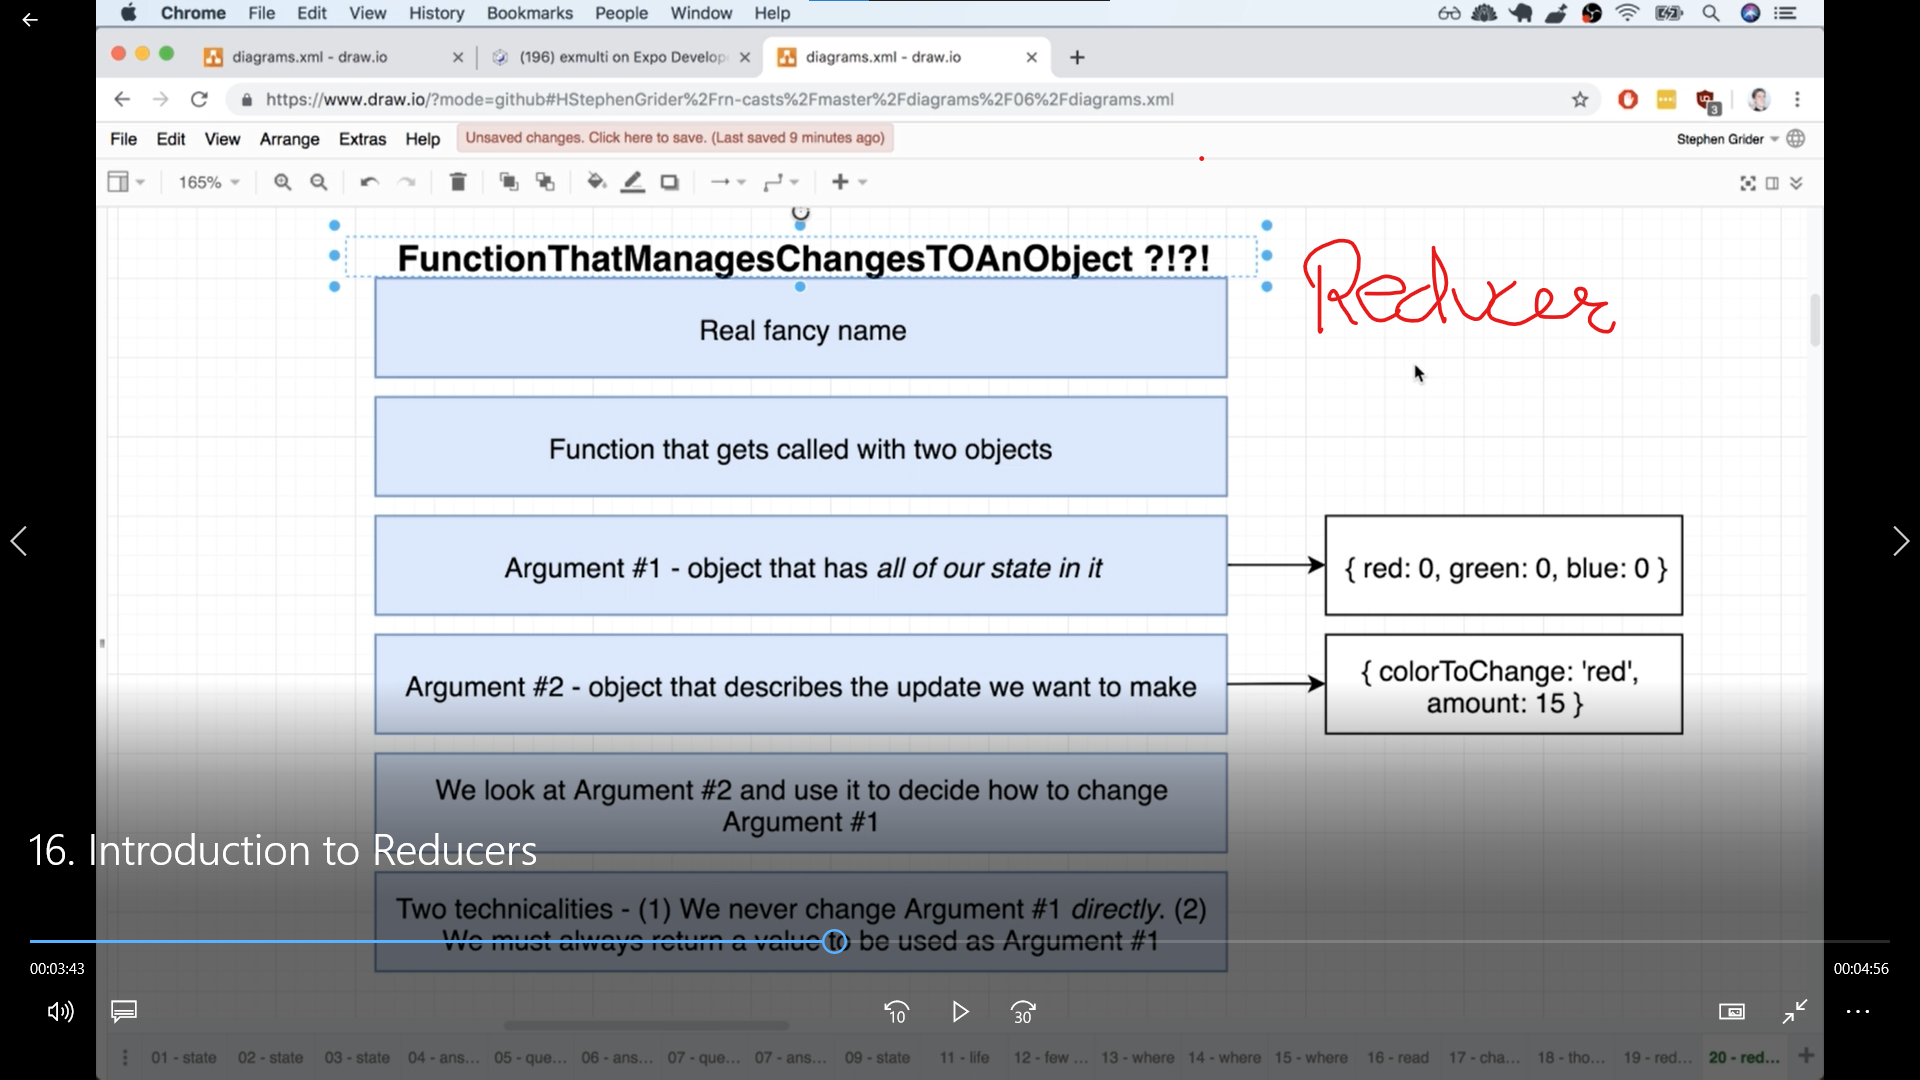 Chrome File Edit View History Bookmarks People Window Help
diagrams.xml - draw.io
(196) exmulti on Expo Develop
diagrams.xml - draw.io
https://www.draw.io/?mode=github#HStephenGrider%2Frn-casts%2Fmaster%2Fdiagrams%2F06%2Fdiagrams.xml
3
File Edit View Arrange Extras Help
Unsaved changes. Click here to save. (Last saved 9 minutes ago)
Stephen Grider
165%
FunctionThatManagesChangesTOAnObject ?!?!
Reducer
Real fancy name
Function that gets called with two objects
Argument #1 - object that has all of our state in it
{ red: 0, green: 0, blue: 0 }
Argument #2 - object that describes the update we want to make
{ colorToChange: 'red',
amount: 15 }
We look at Argument #2 and use it to decide how to change
Argument #1
16. Introduction to Reducers
Two technicalities - (1) We never change Argument #1 directly. (2)
We must always return a value to be used as Argument #1
00:03:43
00:04:56
10
30
01 - state 02 - state 03 - state 04 - ans... 05 - que... 06 - ans... 07 - que... 07 - ans... 09 - state 11 - life 12 - few ... 13 - where 14 - where 15 - where 16 - read 17 - cha... 18 - tho... 19 - red... 20 - red...